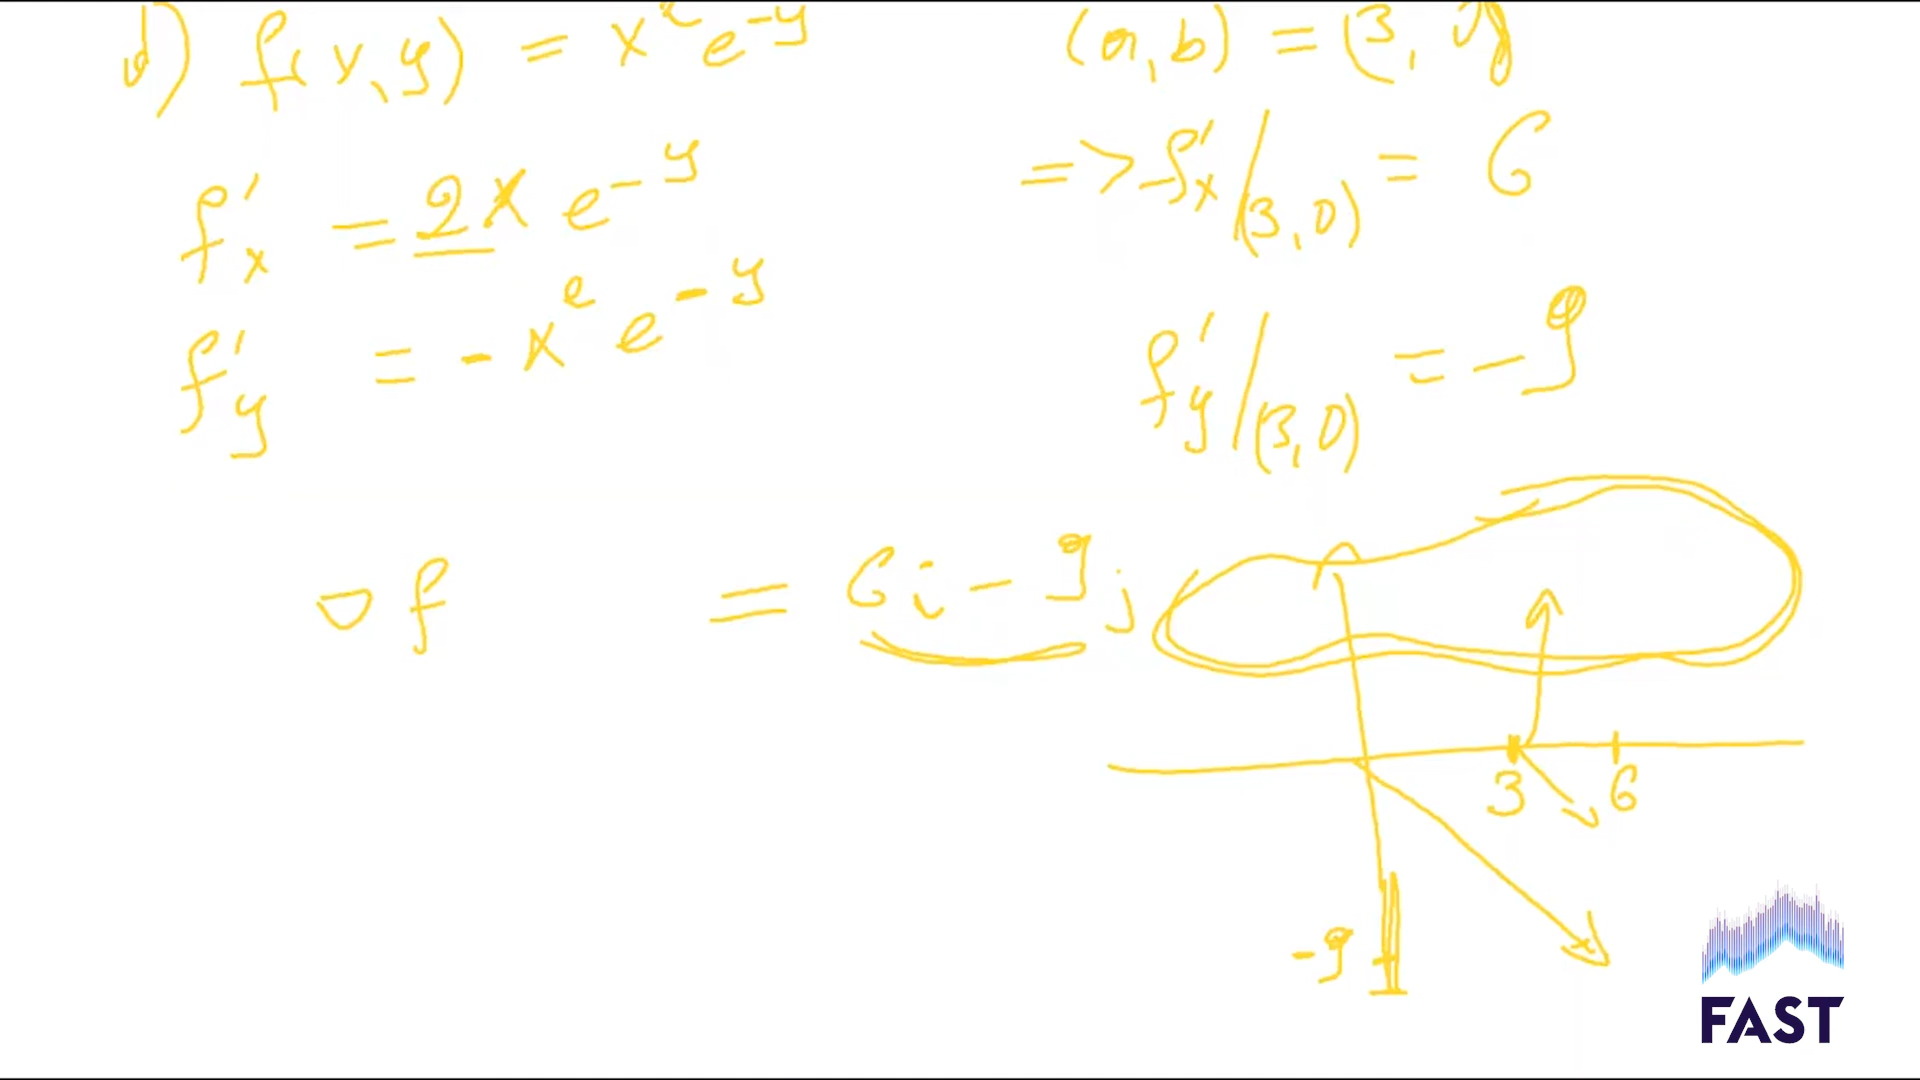 d) f(x,y) = x²e^-y (a,b) = (3,0)
f'x = 2x e^-y => f'x/(3,0) = 6
f'y = -x² e^-y f'y/(3,0) = -9
∇f = 6i - 9j
3 6
-9
FAST